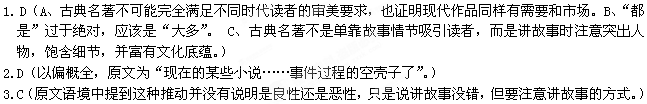 1. D(A、古典名著不可能完全满足不同时代读者的审美要求，也证明现代作品同样有需要和市场。B、“都
是”过于绝对，应该是“大多”。 C、古典名著不是单靠故事情节吸引读者，而是讲故事时注意突出人
物，饱含细节，并富有文化底蕴。)
2. D(以偏概全，原文为“现在的某些小说……事件过程的空壳子了”。)
3. C(原文语境中提到这种推动并没有说明是良性还是恶性，只是说讲故事没错，但要注意讲故事的方式。)